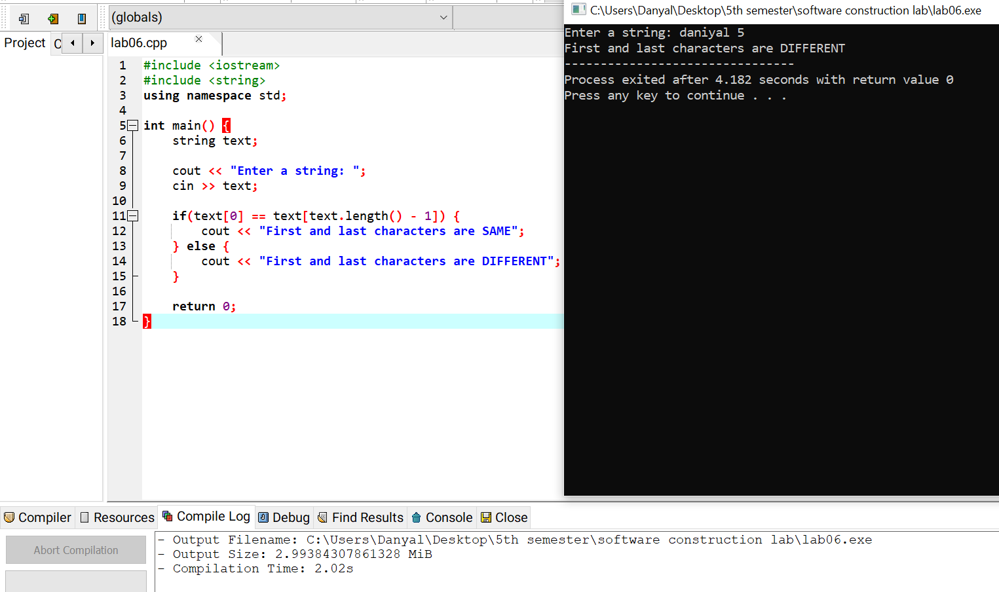 (globals)
Project
lab06.cpp
1 #include <iostream>
2 #include <string>
3 using namespace std;
4
5 int main() {
6 string text;
7
8 cout << "Enter a string: ";
9 cin >> text;
10
11 if(text[0] == text[text.length() - 1]) {
12 cout << "First and last characters are SAME";
13 } else {
14 cout << "First and last characters are DIFFERENT";
15 }
16
17 return 0;
18 }
C:\Users\Danyal\Desktop\5th semester\software construction lab\lab06.exe
Enter a string: daniyal 5
First and last characters are DIFFERENT
--------------------------------
Process exited after 4.182 seconds with return value 0
Press any key to continue . . .
Compiler Resources Compile Log Debug Find Results Console Close
Abort Compilation
- Output Filename: C:\Users\Danyal\Desktop\5th semester\software construction lab\lab06.exe
- Output Size: 2.99384307861328 MiB
- Compilation Time: 2.02s